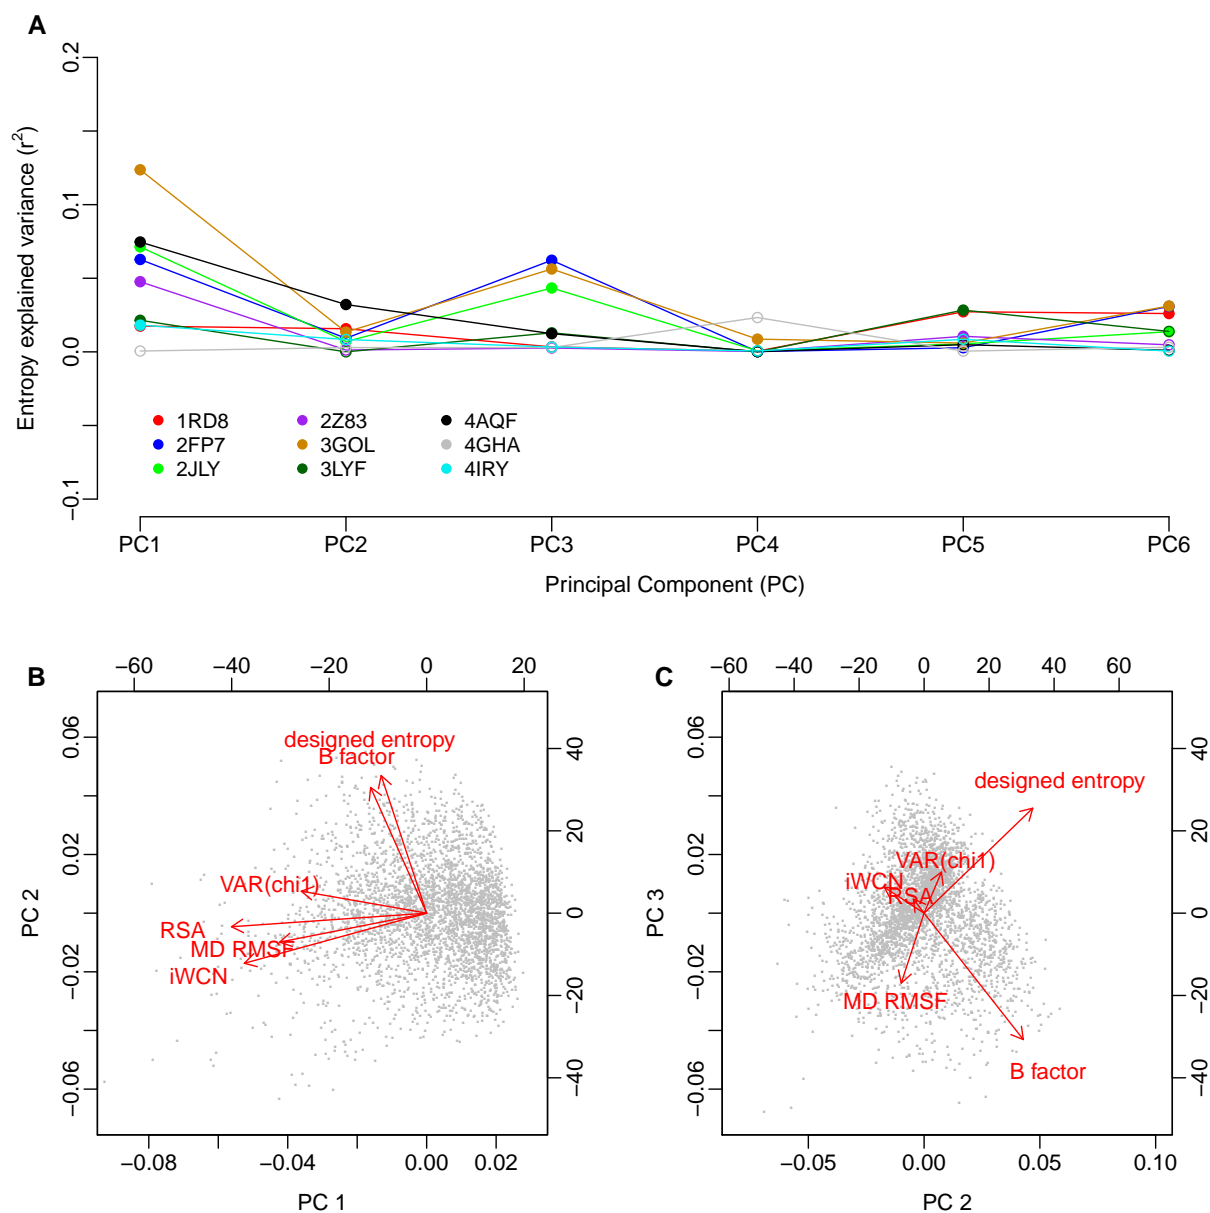 A
Entropy explained variance (r2)
0.2
0.1
0.0
−0.1
1RD8 2Z83 4AQF
2FP7 3GOL 4GHA
2JLY 3LYF 4IRY
PC1 PC2 PC3 PC4 PC5 PC6
Principal Component (PC)
B
−60 −40 −20 0 20
designed entropy
B factor
VAR(chi1)
RSA
MD RMSF
iWCN
PC 2
0.06
0.02
−0.02
−0.06
40
20
0
−20
−40
−0.08 −0.04 0.00 0.02
PC 1
C
−60 −40 −20 0 20 40 60
designed entropy
VAR(chi1)
iWCN
RSA
MD RMSF
B factor
PC 3
0.06
0.02
−0.02
−0.06
40
20
0
−20
−40
−0.05 0.00 0.05 0.10
PC 2